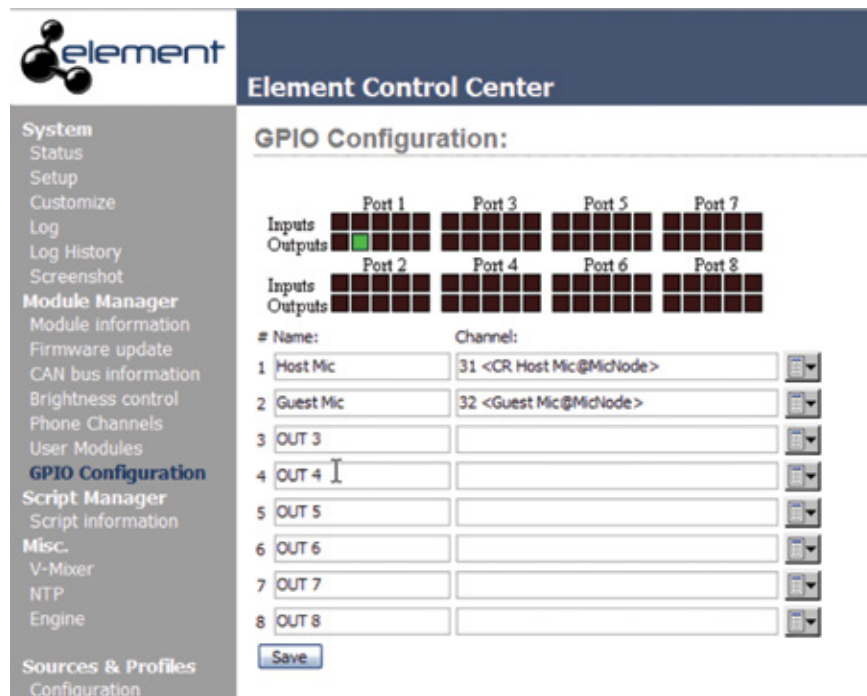 element
Element Control Center
System
Status
Setup
Customize
Log
Log History
Screenshot
Module Manager
Module information
Firmware update
CAN bus information
Brightness control
Phone Channels
User Modules
GPIO Configuration
Script Manager
Script information
Misc.
V-Mixer
NTP
Engine
Sources & Profiles
Configuration
GPIO Configuration:
Port 1 Port 3 Port 5 Port 7
Inputs
Outputs
Port 2 Port 4 Port 6 Port 8
Inputs
Outputs
# Name: Channel:
1 Host Mic 31 <CR Host Mic@MicNode>
2 Guest Mic 32 <Guest Mic@MicNode>
3 OUT 3
4 OUT 4
5 OUT 5
6 OUT 6
7 OUT 7
8 OUT 8
Save